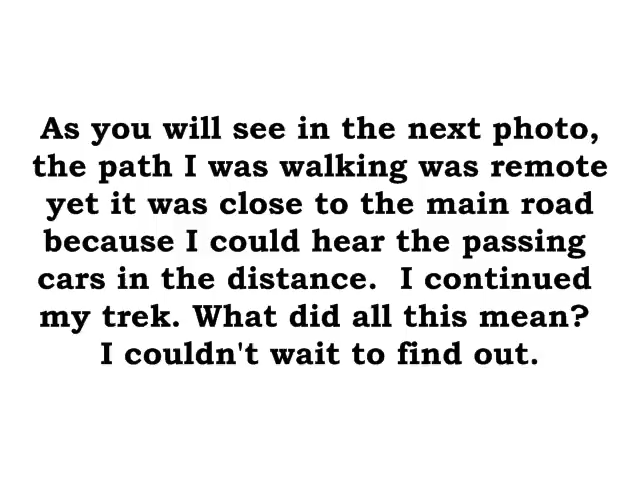 As you will see in the next photo,
the path I was walking was remote
yet it was close to the main road
because I could hear the passing
cars in the distance.  I continued
my trek. What did all this mean?
I couldn't wait to find out.